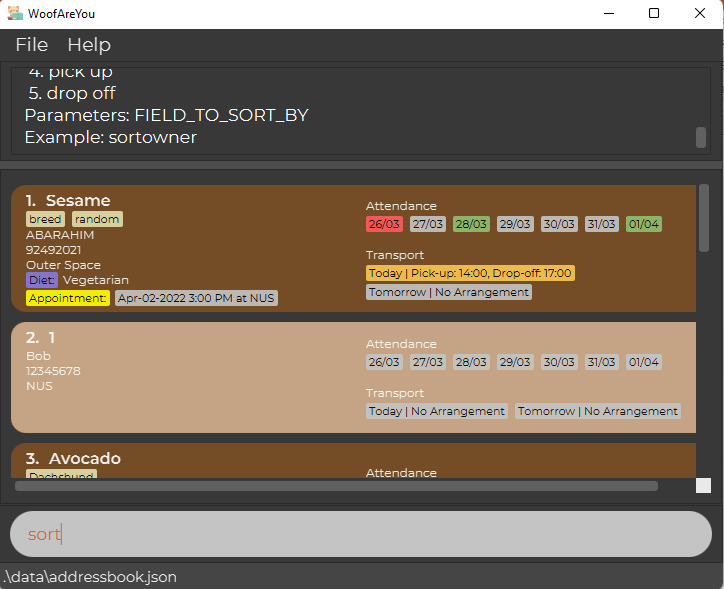 WoofAreYou
File Help
4. pick up
5. drop off
Parameters: FIELD_TO_SORT_BY
Example: sortowner
1. Sesame
breed random
ABARAHIM
92492021
Outer Space
Diet: Vegetarian
Appointment: Apr-02-2022 3:00 PM at NUS
Attendance
26/03 27/03 28/03 29/03 30/03 31/03 01/04
Transport
Today | Pick-up: 14:00, Drop-off: 17:00
Tomorrow | No Arrangement
2. 1
Bob
12345678
NUS
Attendance
26/03 27/03 28/03 29/03 30/03 31/03 01/04
Transport
Today | No Arrangement Tomorrow | No Arrangement
3. Avocado
Dachshund
Attendance
sort
.\data\addressbook.json